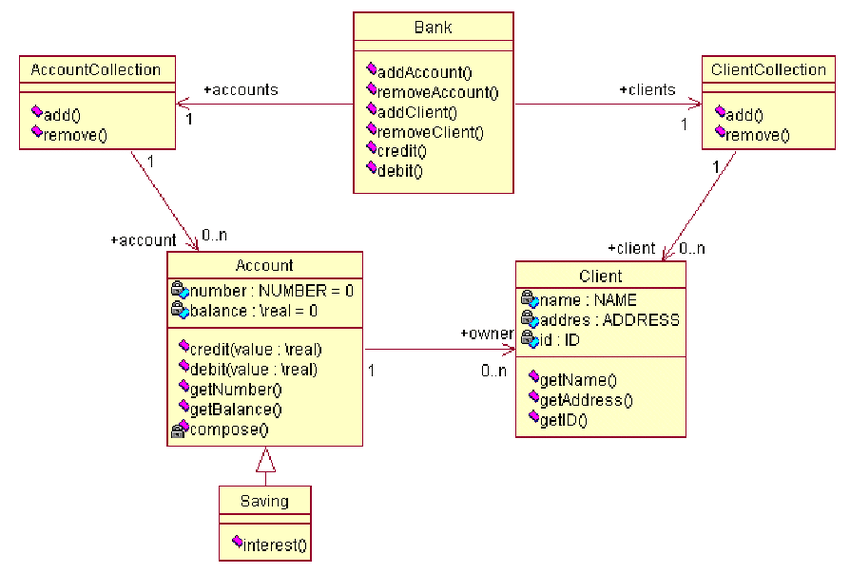 Bank
addAccount()
removeAccount()
addClient()
removeClient()
credit()
debit()
AccountCollection
add()
remove()
ClientCollection
add()
remove()
+accounts
1
+clients
1
1
+account
0..n
1
+client
0..n
Account
number : NUMBER = 0
balance : \real = 0
credit(value : \real)
debit(value : \real)
getNumber()
getBalance()
compose()
+owner
1
0..n
Client
name : NAME
addres : ADDRESS
id : ID
getName()
getAddress()
getID()
Saving
interest()